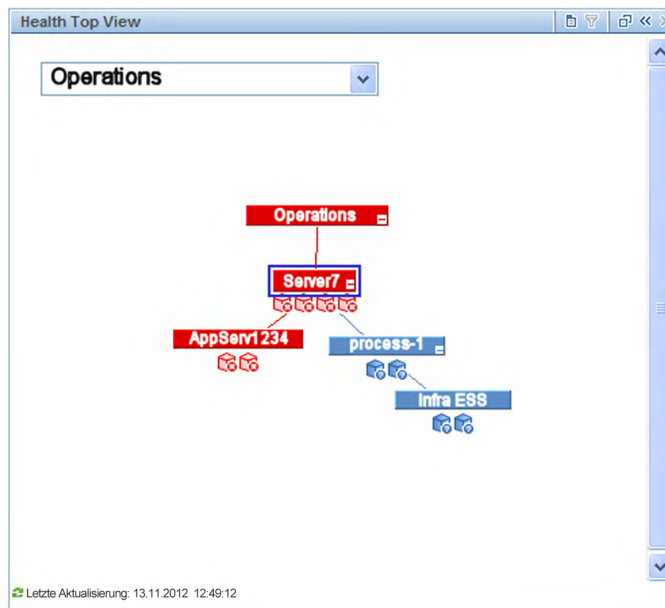 Health Top View
Operations
Operations
Server7
AppServ1234
process-1
Infra ESS
Letzte Aktualisierung: 13.11.2012 12:49:12